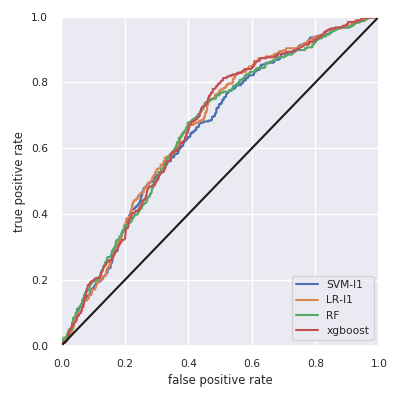 1.0
0.8
0.6
0.4
0.2
0.0
true positive rate
0.0 0.2 0.4 0.6 0.8 1.0
false positive rate
SVM-l1
LR-l1
RF
xgboost